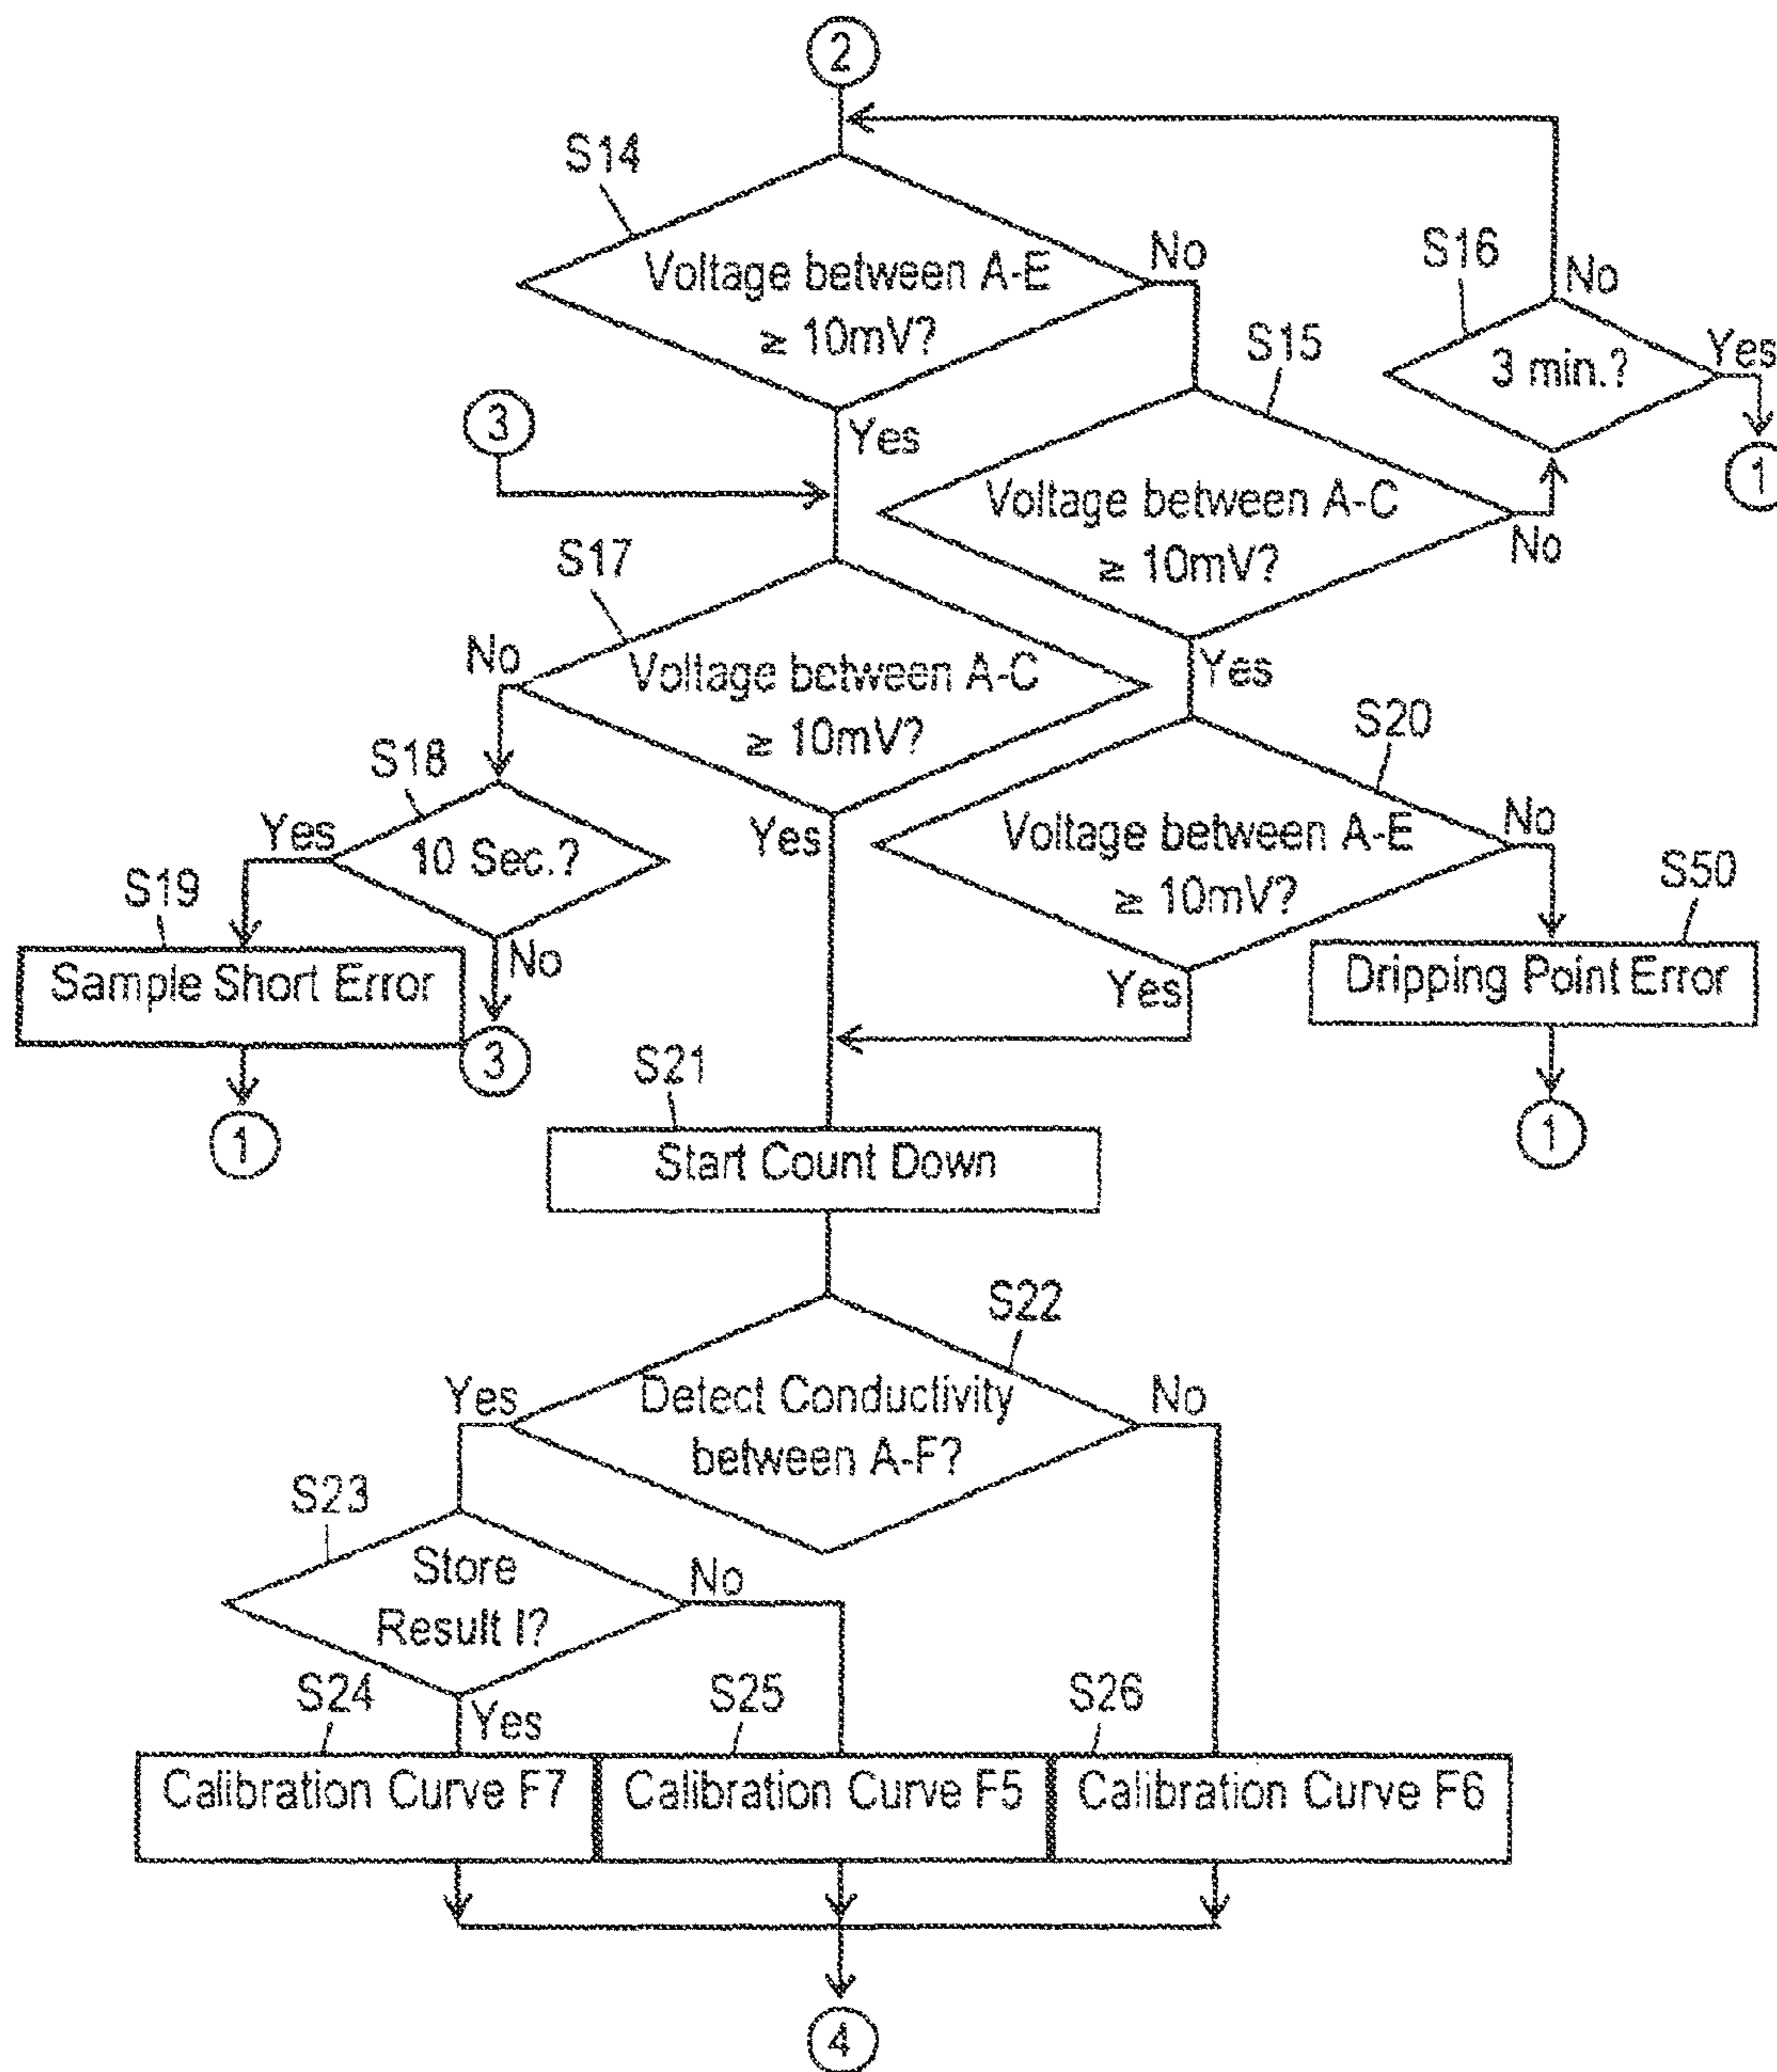 2
S14
Voltage between A-E
≥ 10mV?
No
Yes
S16
No
3 min.?
Yes
1
S15
3
Voltage between A-C
≥ 10mV?
No
Yes
S17
No
Voltage between A-C
≥ 10mV?
Yes
S20
S18
Yes
10 Sec.?
No
3
Voltage between A-E
≥ 10mV?
No
Yes
S19
Sample Short Error
1
S50
Dripping Point Error
1
S21
Start Count Down
S22
Yes
Detect Conductivity
between A-F?
No
S23
Store
Result I?
No
Yes
S24
S25
S26
Calibration Curve F7
Calibration Curve F5
Calibration Curve F6
4